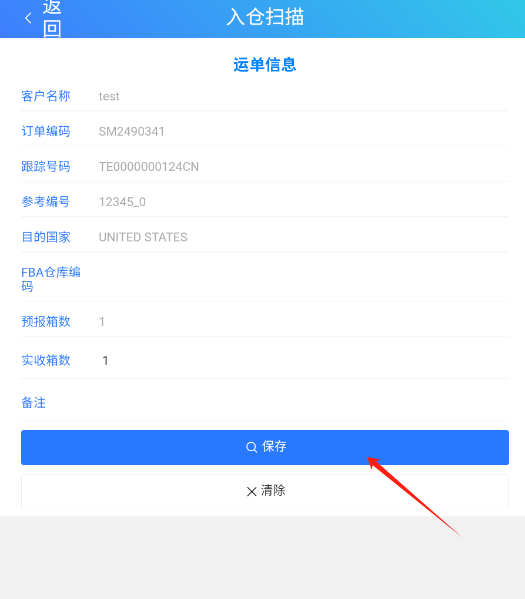 返回
入仓扫描
运单信息
客户名称 test
订单编码 SM2490341
跟踪号码 TE0000000124CN
参考编号 12345_0
目的国家 UNITED STATES
FBA仓库编
码
预报箱数 1
实收箱数 1
备注
保存
清除